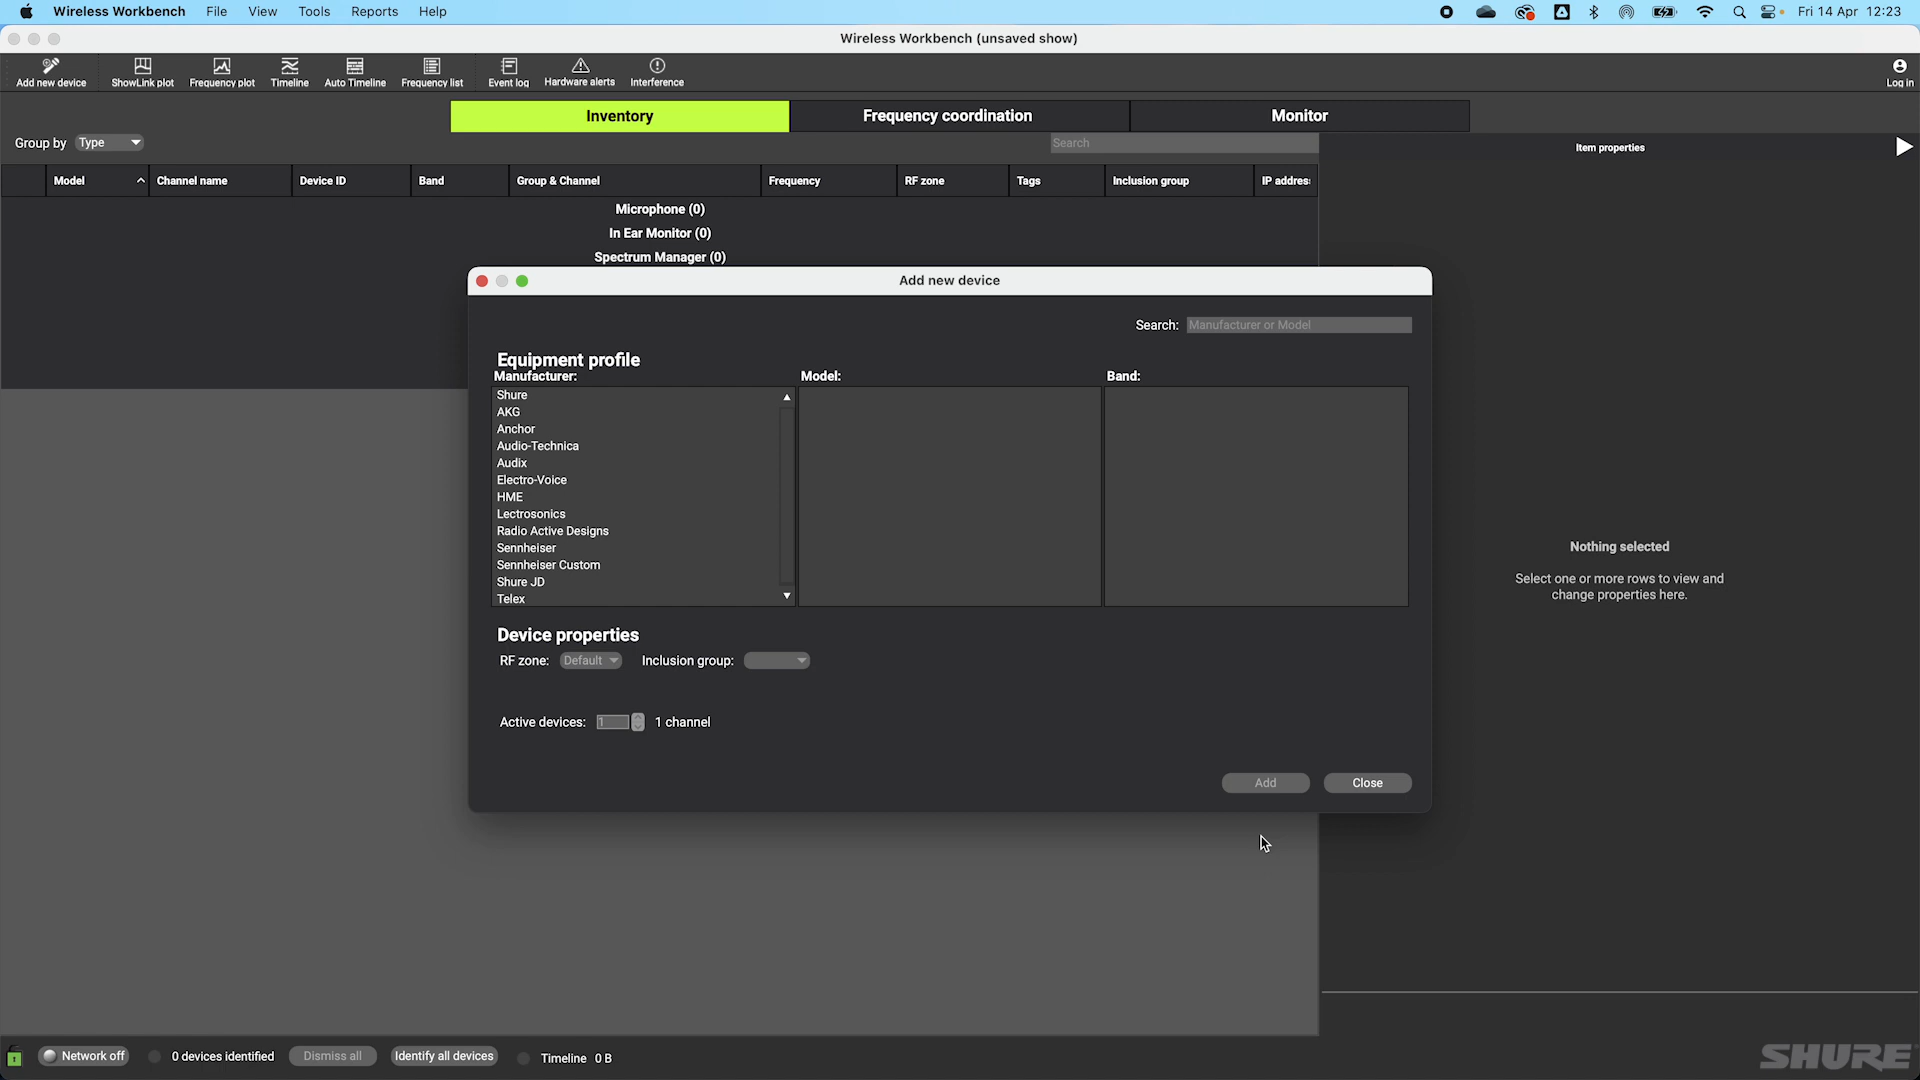 Wireless Workbench File View Tools Reports Help Fri 14 Apr 12:23
Wireless Workbench (unsaved show)
Add new device ShowLink plot Frequency plot Timeline Auto Timeline Frequency list Event log Hardware alerts Interference Log in
Inventory Frequency coordination Monitor
Group by Type Search Item properties
Model Channel name Device ID Band Group & Channel Frequency RF zone Tags Inclusion group IP addres
Microphone (0)
In Ear Monitor (0)
Spectrum Manager (0)
Add new device
Search: Manufacturer or Model
Equipment profile
Manufacturer: Model: Band:
Shure
AKG
Anchor
Audio-Technica
Audix
Electro-Voice
HME
Lectrosonics
Radio Active Designs
Sennheiser
Sennheiser Custom
Shure JD
Telex
Nothing selected
Select one or more rows to view and
change properties here.
Device properties
RF zone: Default Inclusion group:
Active devices: 1 1 channel
Add Close
Network off 0 devices identified Dismiss all Identify all devices Timeline 0 B
SHURE